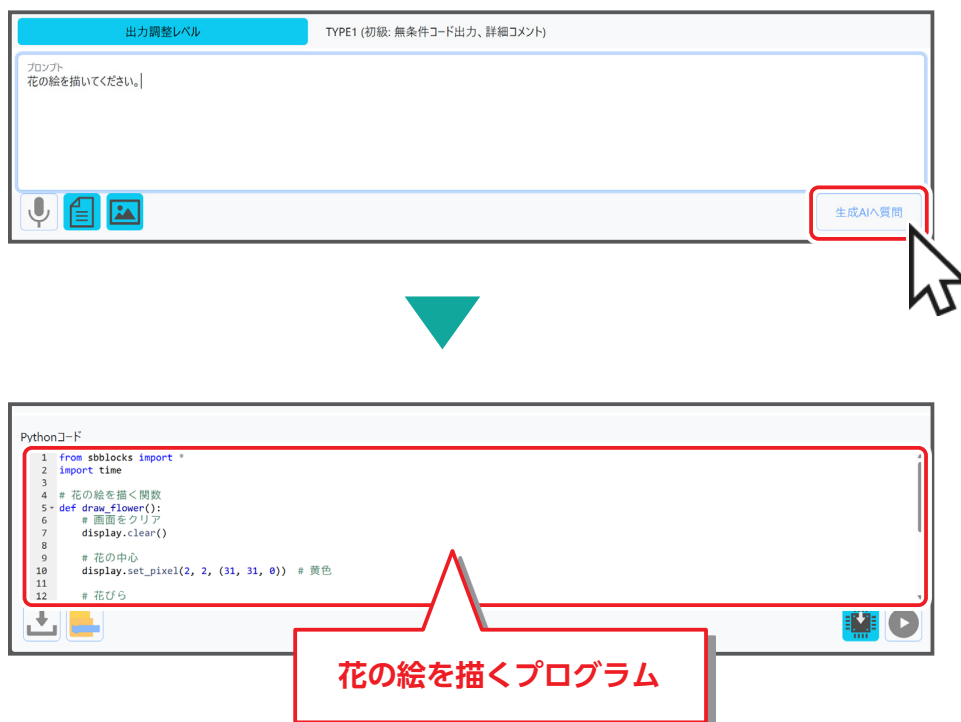 出力調整レベル
TYPE1 (初級: 無条件コード出力、詳細コメント)
プロンプト
花の絵を描いてください。
生成AIへ質問
Pythonコード
1 from sbblocks import *
2 import time
3
4 # 花の絵を描く関数
5 def draw_flower():
6 # 画面をクリア
7 display.clear()
8
9 # 花の中心
10 display.set_pixel(2, 2, (31, 31, 0)) # 黄色
11
12 # 花びら
花の絵を描くプログラム